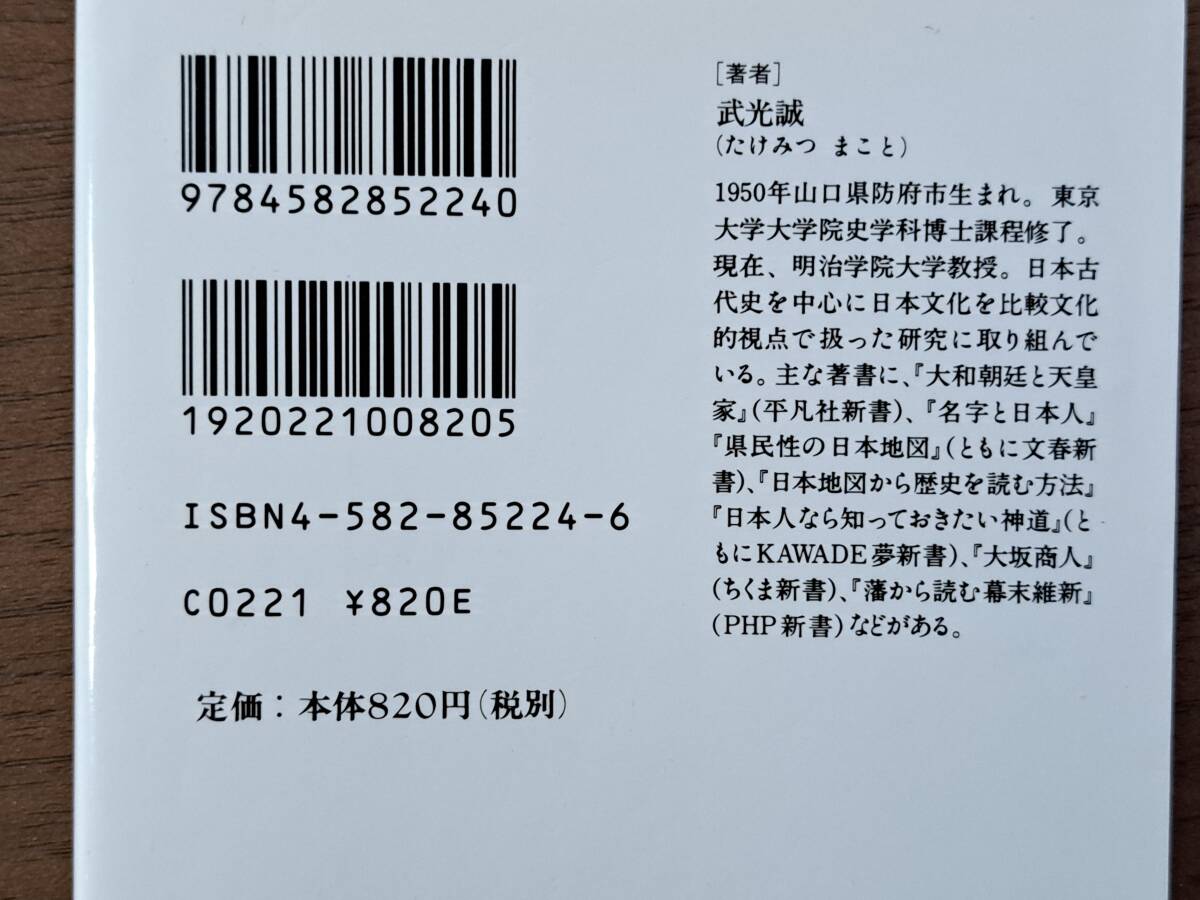 9784582852240
1920221008205
ISBN4-582-85224-6
C0221 ¥820E
定価：本体820円（税別）
［著者］
武光誠
（たけみつ まこと）
1950年山口県防府市生まれ。東京
大学大学院史学科博士課程修了。
現在、明治学院大学教授。日本古
代史を中心に日本文化を比較文化
的視点で扱った研究に取り組んで
いる。主な著書に、『大和朝廷と天皇
家』（平凡社新書）、『名字と日本人』
『県民性の日本地図』（ともに文春新
書）、『日本地図から歴史を読む方法』
『日本人なら知っておきたい神道』（と
もにKAWADE夢新書）、『大坂商人』
（ちくま新書）、『藩から読む幕末維新』
（PHP新書）などがある。